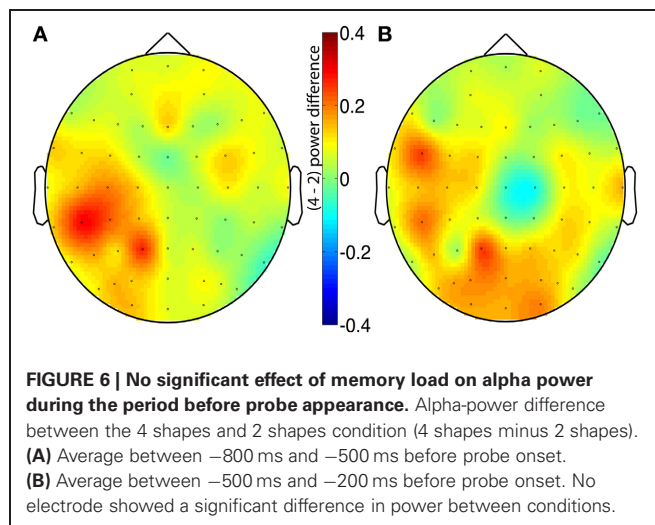 A
B
0.4
0.2
0
-0.2
-0.4
(4 - 2) power difference
FIGURE 6 | No significant effect of memory load on alpha power
during the period before probe appearance. Alpha-power difference
between the 4 shapes and 2 shapes condition (4 shapes minus 2 shapes).
(A) Average between −800 ms and −500 ms before probe onset.
(B) Average between −500 ms and −200 ms before probe onset. No
electrode showed a significant difference in power between conditions.